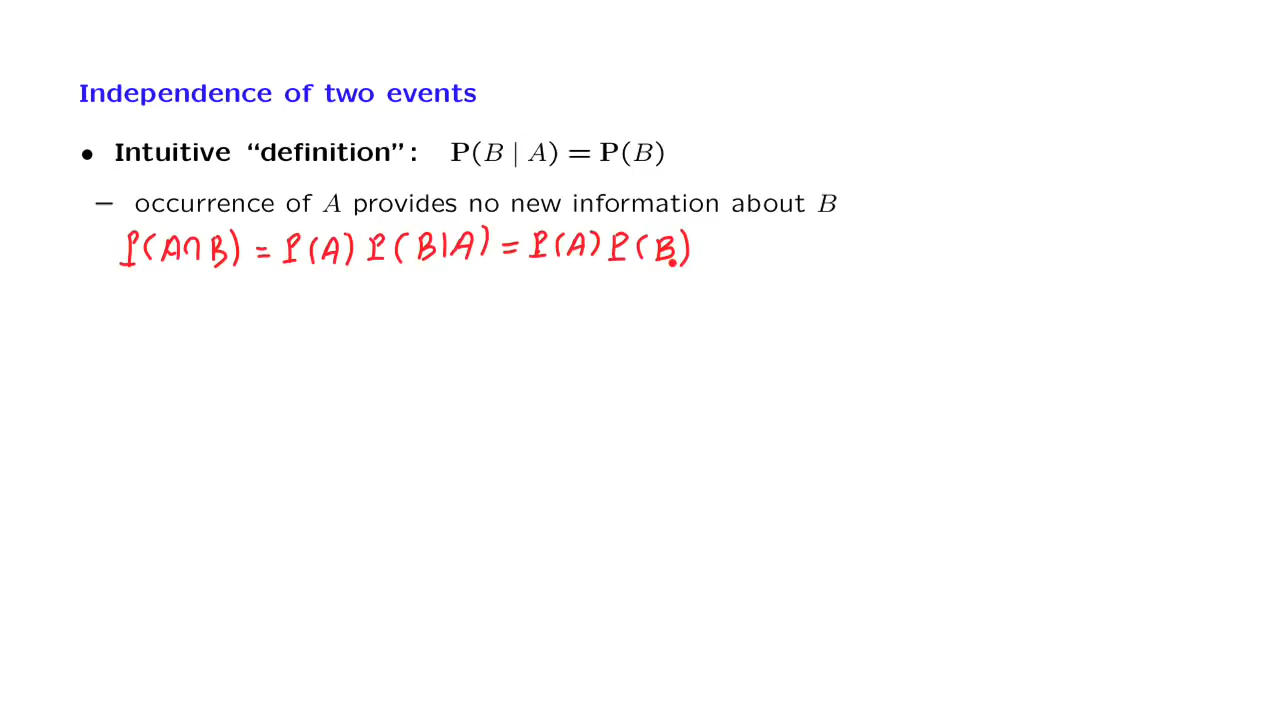 Independence of two events
• Intuitive “definition”: P(B | A) = P(B)
– occurrence of A provides no new information about B
P(A∩B) = P(A) P(B|A) = P(A) P(B)